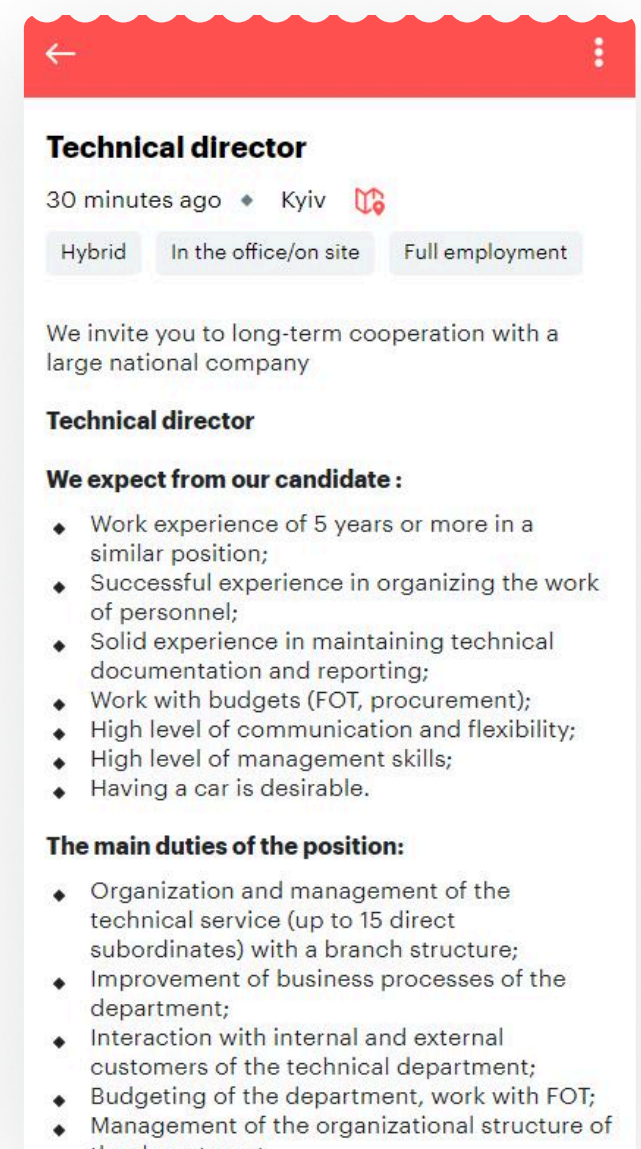 Technical director
30 minutes ago ◆ Kyiv
Hybrid In the office/on site Full employment
We invite you to long-term cooperation with a
large national company
Technical director
We expect from our candidate :
◆ Work experience of 5 years or more in a
similar position;
◆ Successful experience in organizing the work
of personnel;
◆ Solid experience in maintaining technical
documentation and reporting;
◆ Work with budgets (FOT, procurement);
◆ High level of communication and flexibility;
◆ High level of management skills;
◆ Having a car is desirable.
The main duties of the position:
◆ Organization and management of the
technical service (up to 15 direct
subordinates) with a branch structure;
◆ Improvement of business processes of the
department;
◆ Interaction with internal and external
customers of the technical department;
◆ Budgeting of the department, work with FOT;
◆ Management of the organizational structure of